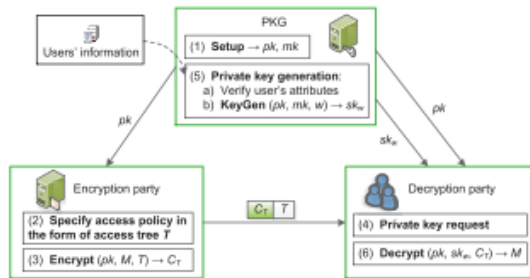 PKG
Users' information
(1) Setup → pk, mk
(5) Private key generation:
a) Verify user's attributes
b) KeyGen (pk, mk, w) → skw
pk
pk
skw
Encryption party
(2) Specify access policy in
the form of access tree T
(3) Encrypt (pk, M, T) → CT
CT T
Decryption party
(4) Private key request
(6) Decrypt (pk, skw, CT) → M